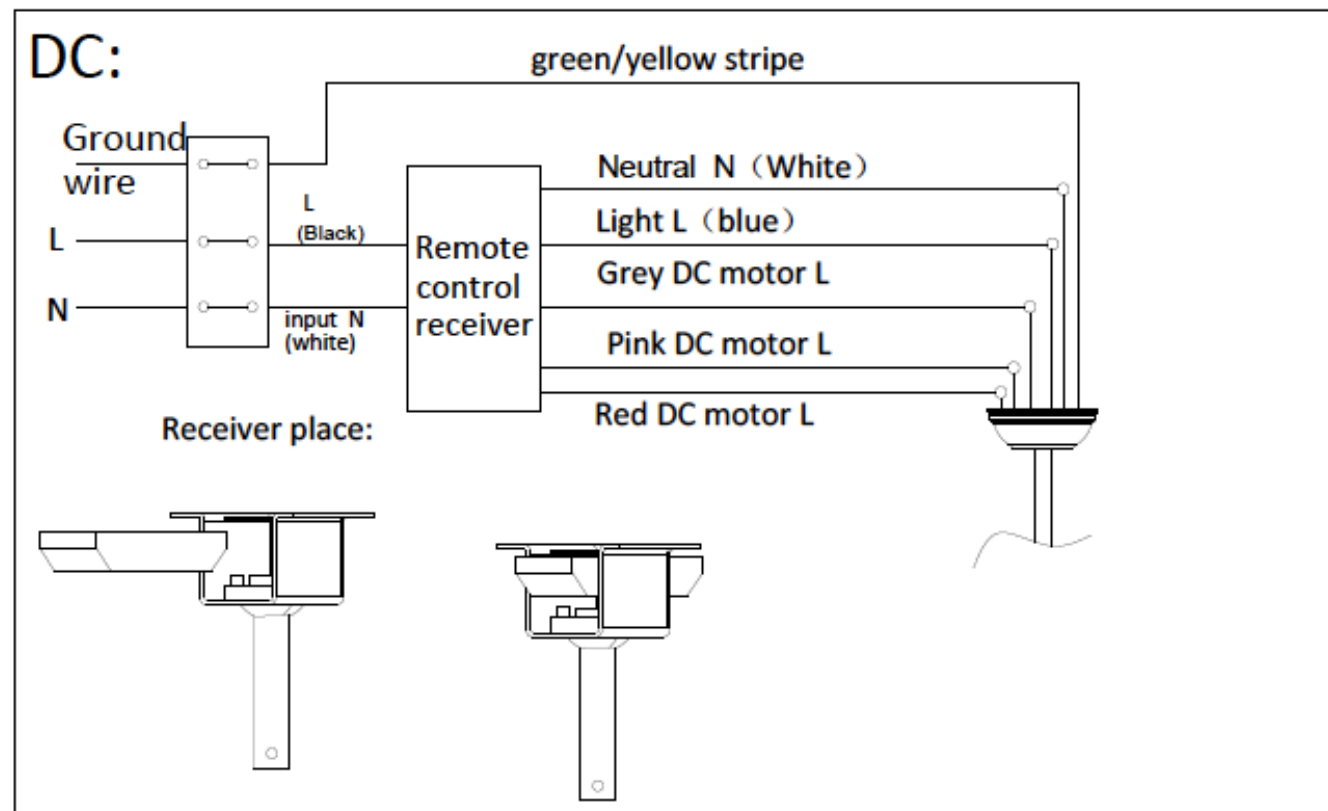 DC:
green/yellow stripe
Ground
wire
Neutral N（White）
L
(Black)
Light L（blue）
L
Remote
control
receiver
Grey DC motor L
N
input N
(white)
Pink DC motor L
Red DC motor L
Receiver place: